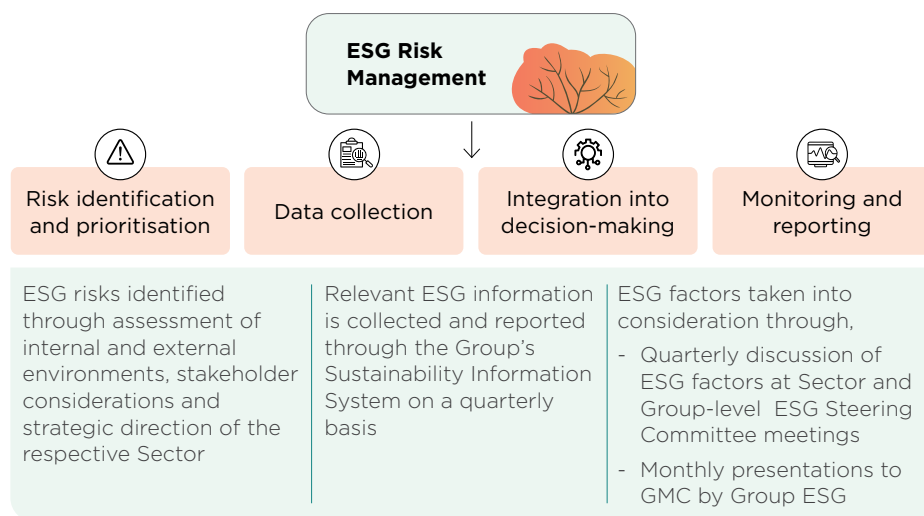 ESG Risk
Management
Risk identification
and prioritisation
Data collection
Integration into
decision-making
Monitoring and
reporting
ESG risks identified
through assessment of
internal and external
environments, stakeholder
considerations and
strategic direction of the
respective Sector
Relevant ESG information
is collected and reported
through the Group’s
Sustainability Information
System on a quarterly
basis
ESG factors taken into
consideration through,
- Quarterly discussion of
ESG factors at Sector and
Group-level ESG Steering
Committee meetings
- Monthly presentations to
GMC by Group ESG